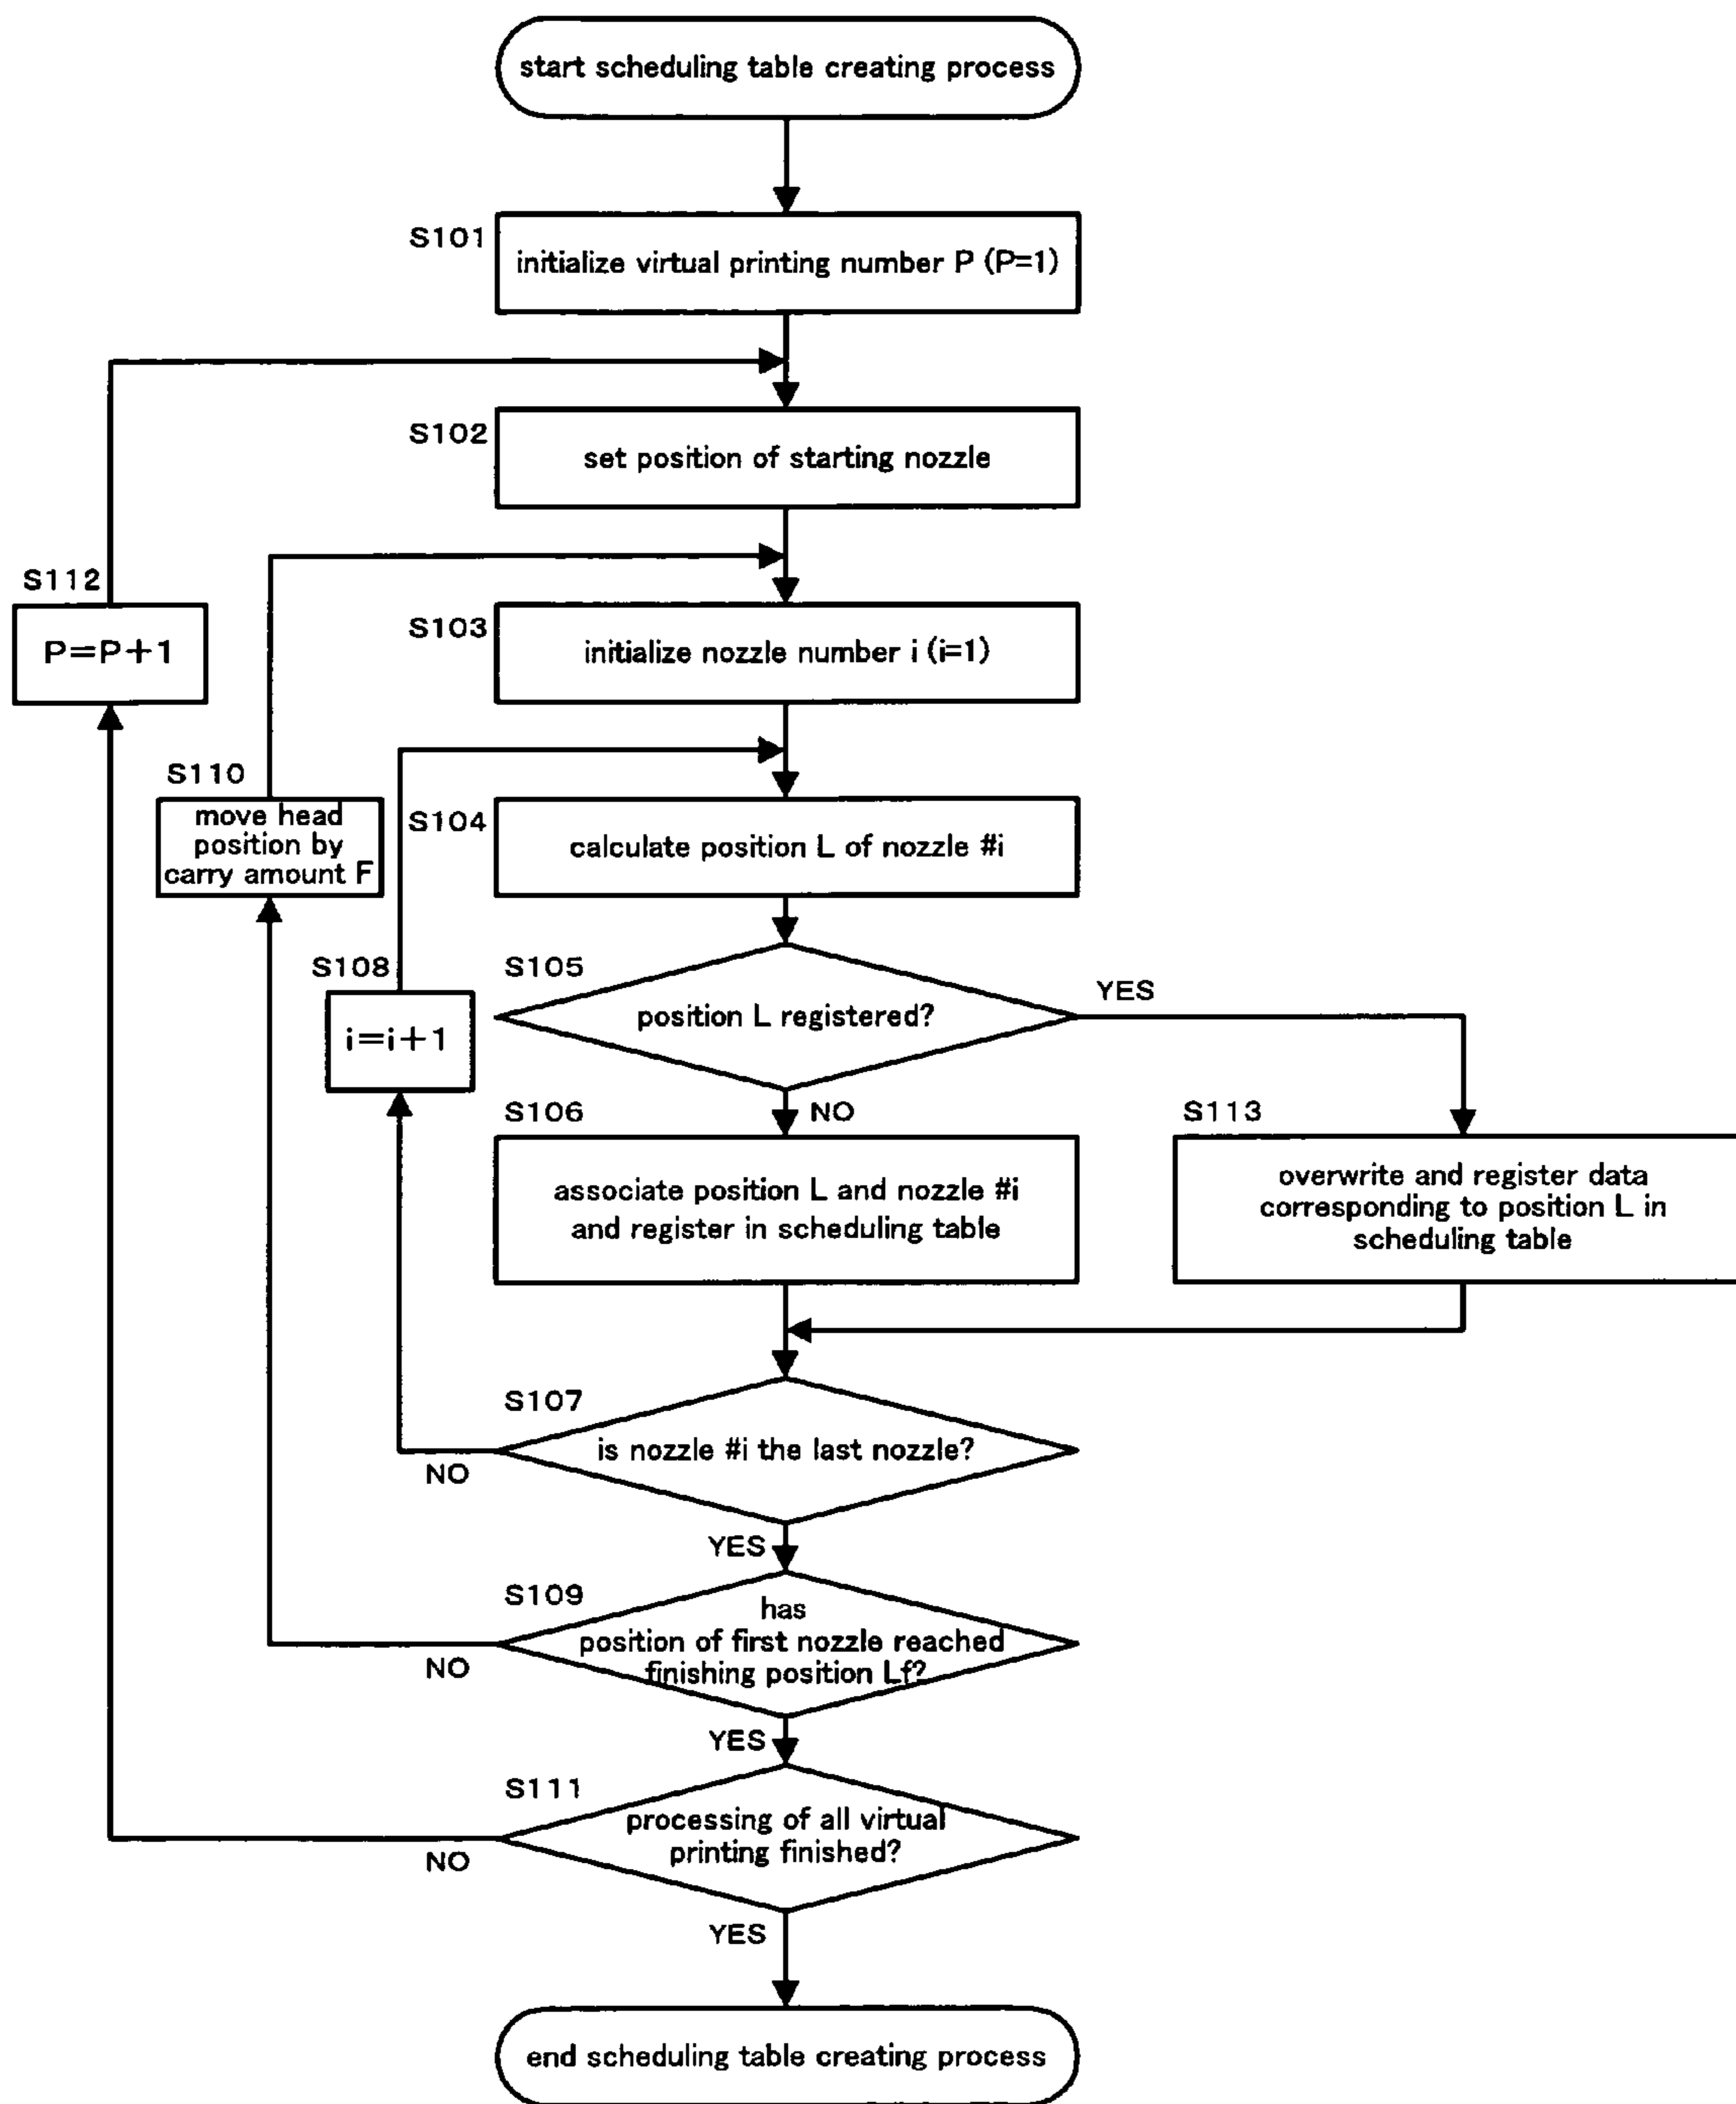 start scheduling table creating process
S101
initialize virtual printing number P (P=1)
S102
set position of starting nozzle
S112
P=P+1
S103
initialize nozzle number i (i=1)
S110
move head
position by
carry amount F
S104
calculate position L of nozzle #i
S108
i=i+1
S105
position L registered?
YES
NO
S106
associate position L and nozzle #i
and register in scheduling table
S113
overwrite and register data
corresponding to position L in
scheduling table
S107
is nozzle #i the last nozzle?
NO
YES
S109
has
position of first nozzle reached
finishing position Lf?
NO
YES
S111
processing of all virtual
printing finished?
NO
YES
end scheduling table creating process